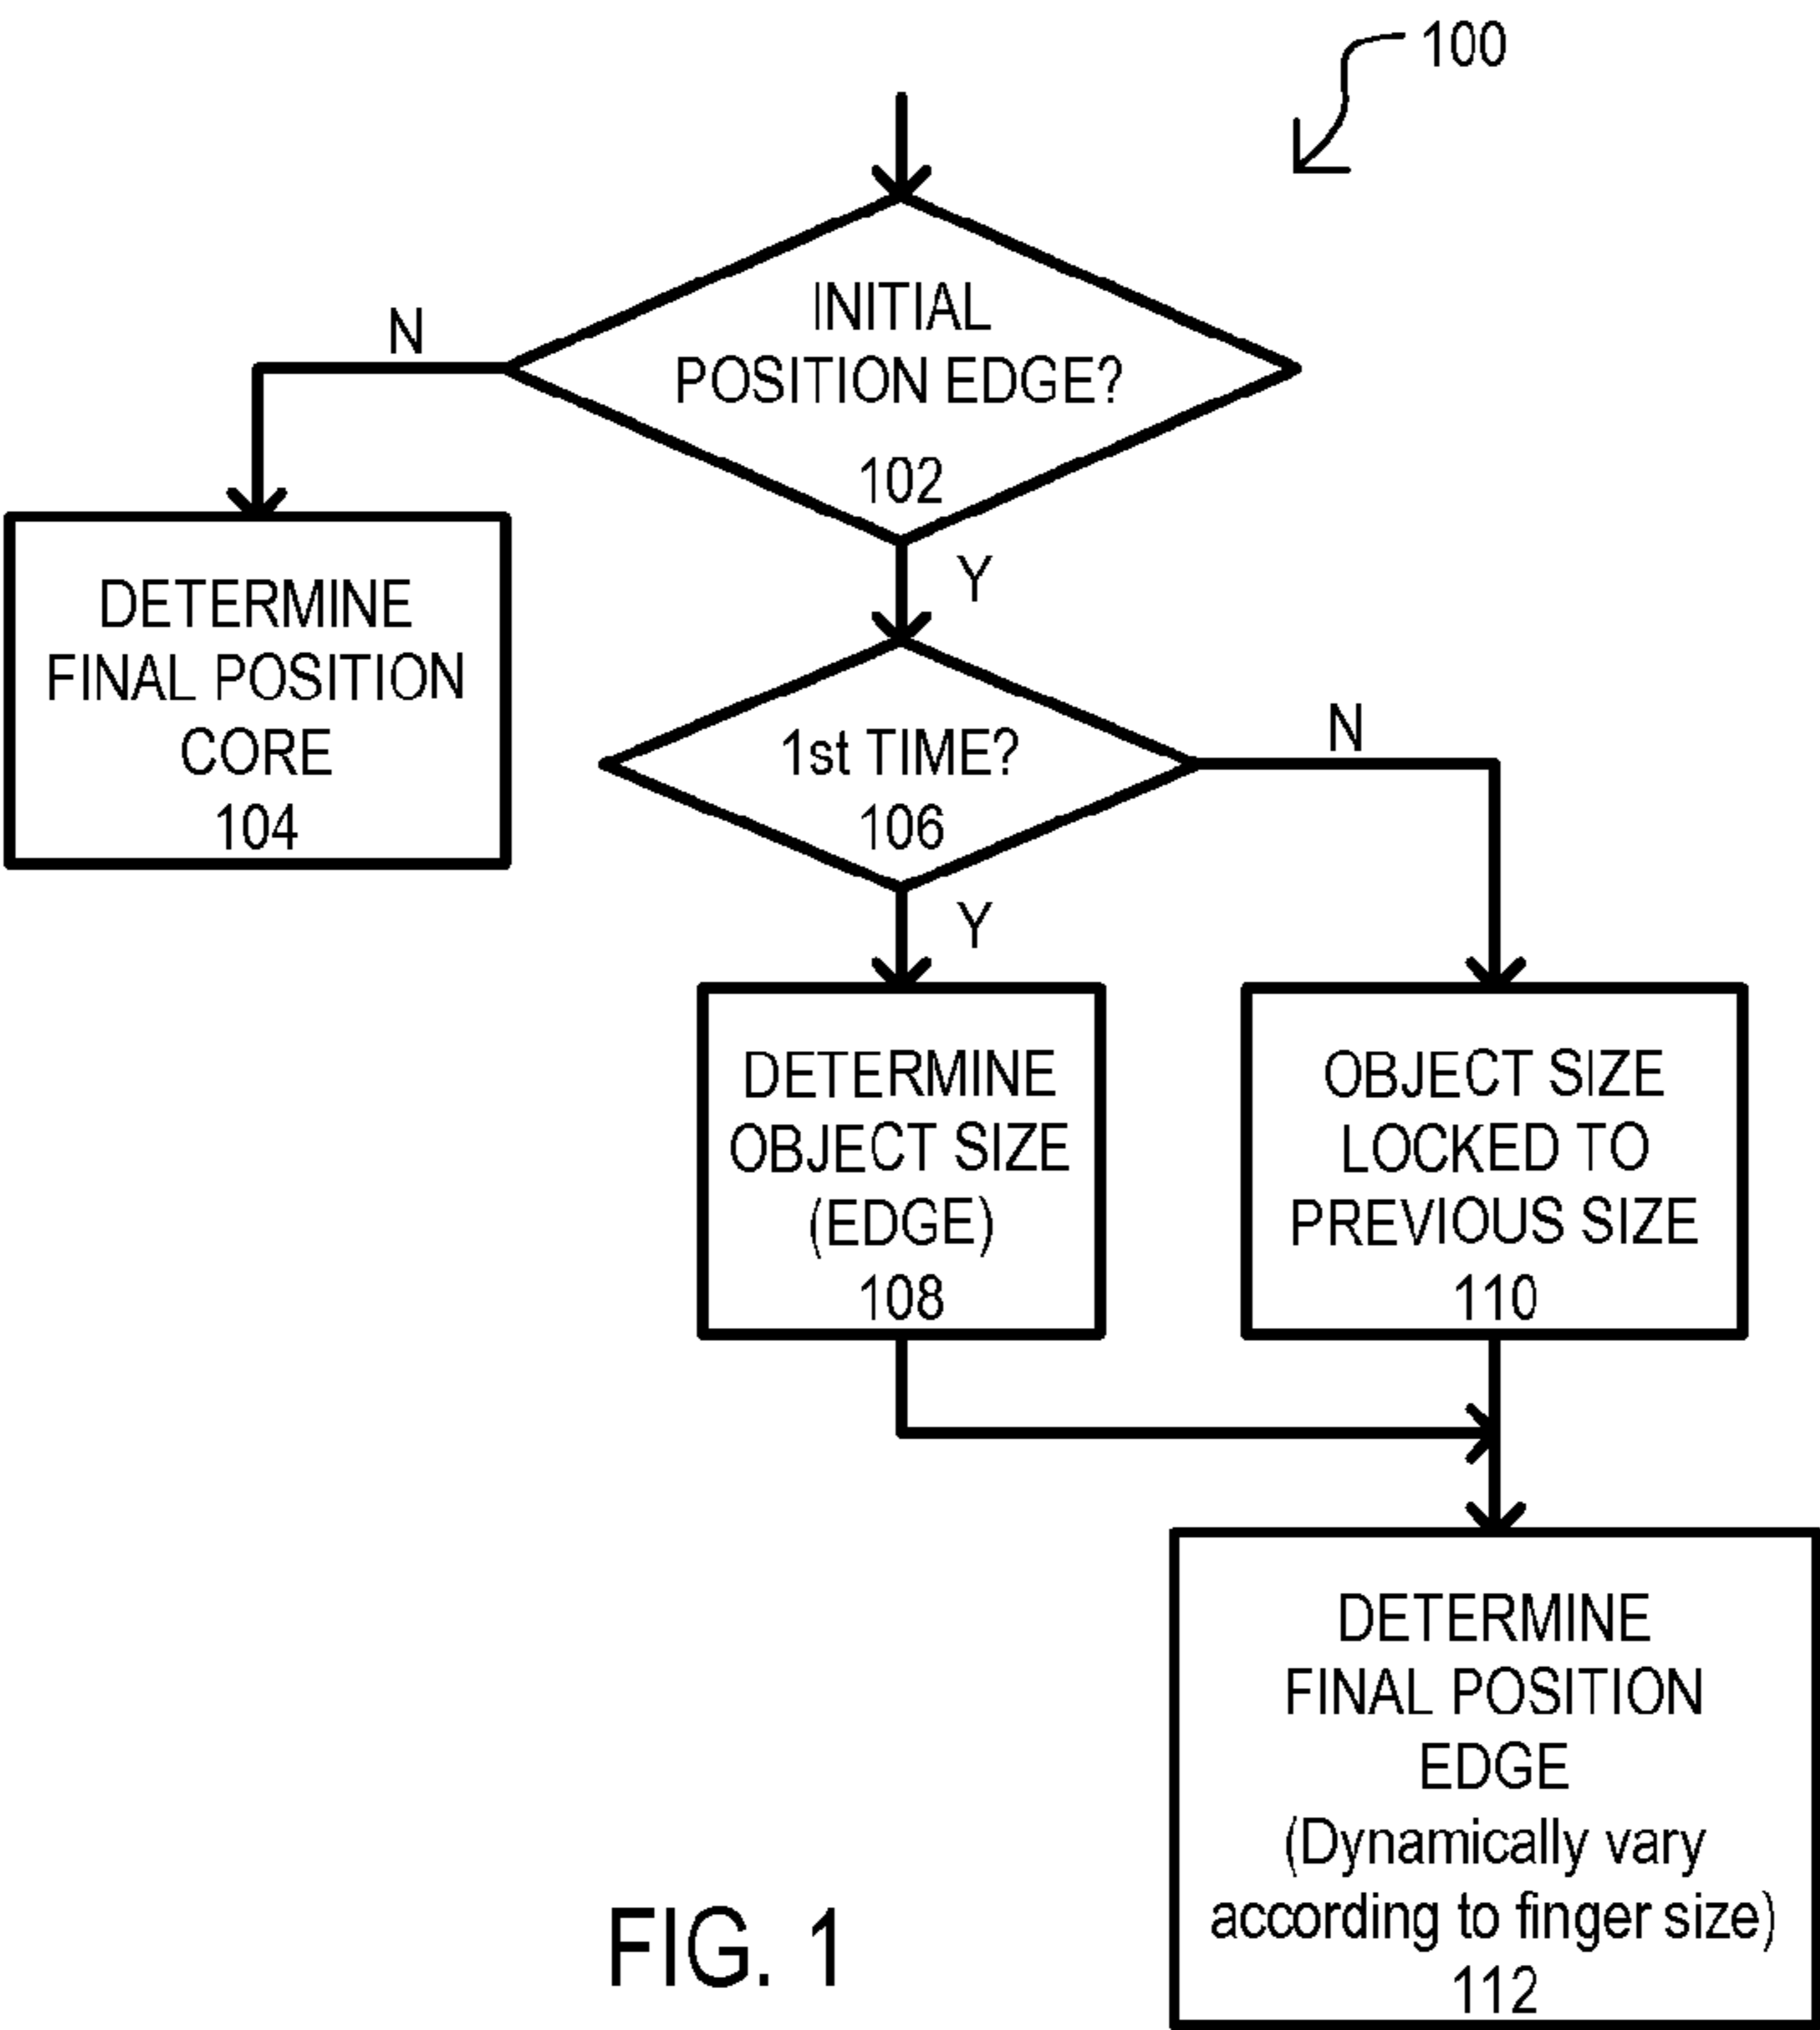 100
INITIAL
POSITION EDGE?
102
N
Y
DETERMINE
FINAL POSITION
CORE
104
1st TIME?
106
N
Y
DETERMINE
OBJECT SIZE
(EDGE)
108
OBJECT SIZE
LOCKED TO
PREVIOUS SIZE
110
DETERMINE
FINAL POSITION
EDGE
(Dynamically vary
according to finger size)
112
FIG. 1